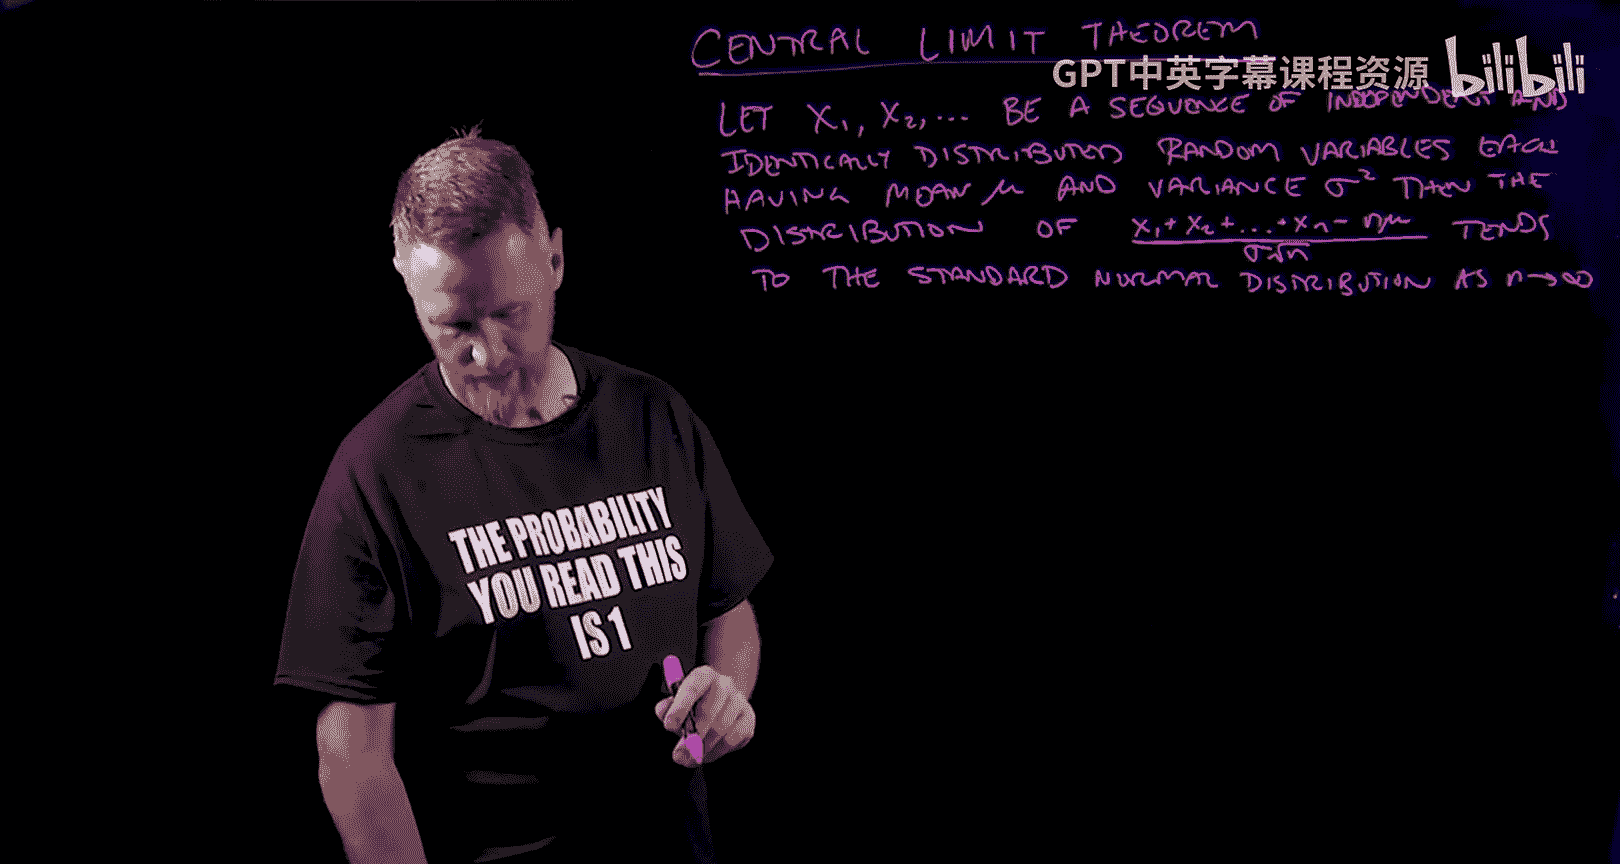 CENTRAL LIMIT THEOREM
GPT中英字幕课程资源 bilibili
LET X₁, X₂, ... BE A SEQUENCE OF INDEPENDENT AND
IDENTICALLY DISTRIBUTED RANDOM VARIABLES EACH
HAVING MEAN μ AND VARIANCE σ² THEN THE
DISTRIBUTION OF (X₁ + X₂ + ... + Xₙ - nμ)/(σ√n) TENDS
TO THE STANDARD NORMAL DISTRIBUTION AS n→∞
THE PROBABILITY
YOU READ THIS
IS 1